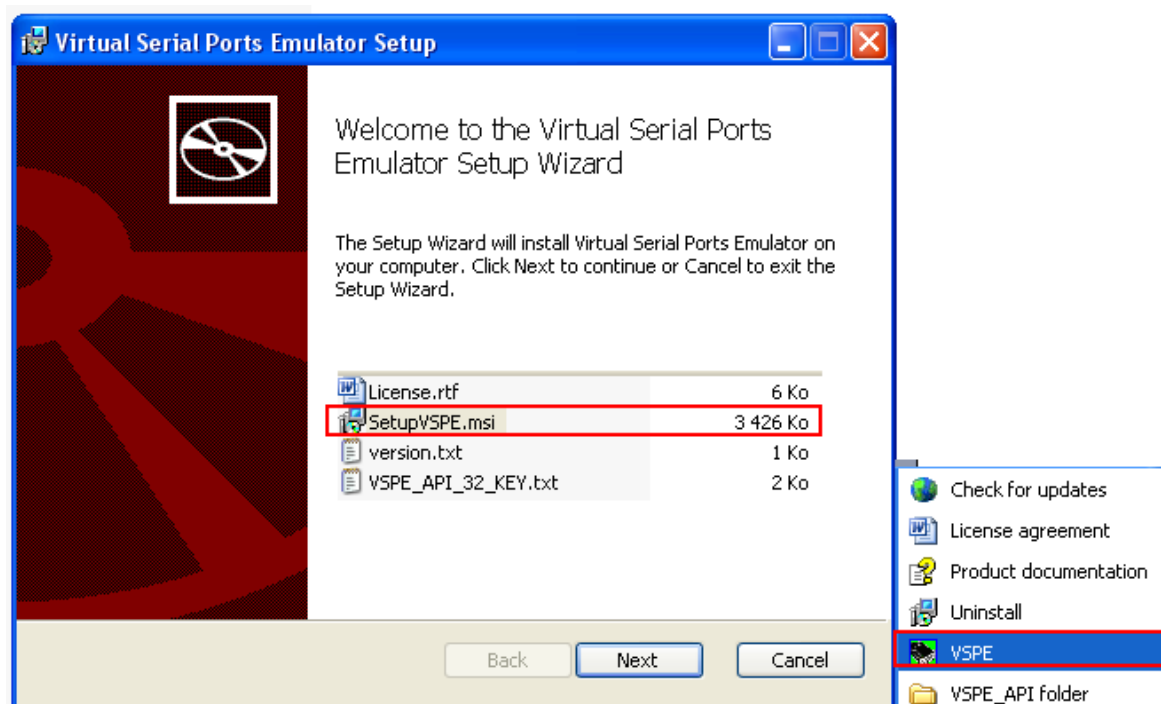 Virtual Serial Ports Emulator Setup
Welcome to the Virtual Serial Ports
Emulator Setup Wizard
The Setup Wizard will install Virtual Serial Ports Emulator on
your computer. Click Next to continue or Cancel to exit the
Setup Wizard.
License.rtf 6 Ko
SetupVSPE.msi 3 426 Ko
version.txt 1 Ko
VSPE_API_32_KEY.txt 2 Ko
Back Next Cancel
Check for updates
License agreement
Product documentation
Uninstall
VSPE
VSPE_API folder